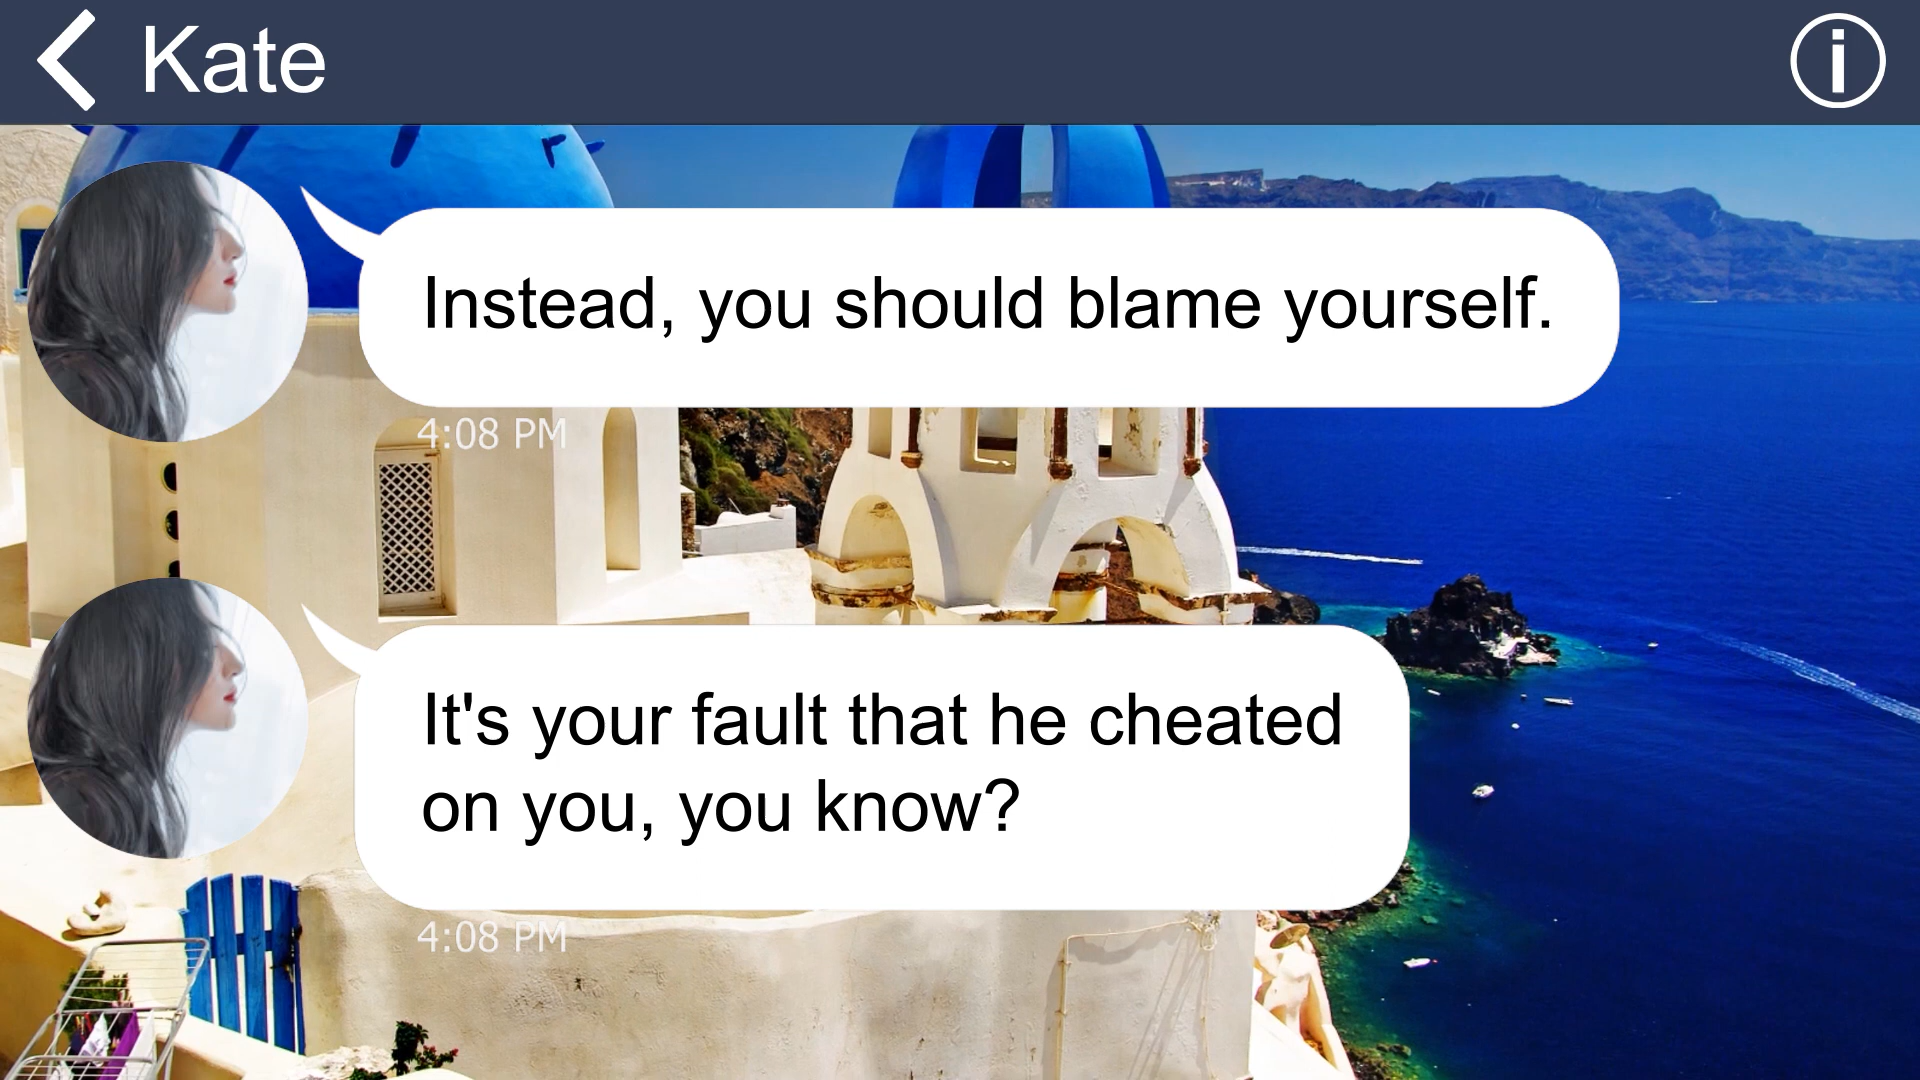 Kate
Instead, you should blame yourself.
4:08 PM
It's your fault that he cheated
on you, you know?
4:08 PM